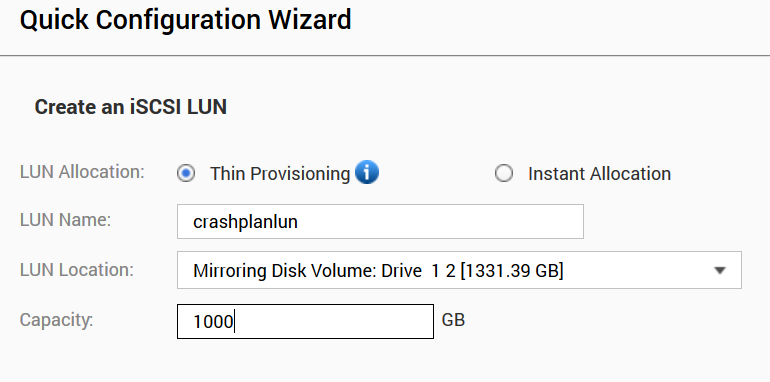 Quick Configuration Wizard
Create an iSCSI LUN
LUN Allocation: Thin Provisioning i Instant Allocation
LUN Name: crashplanlun
LUN Location: Mirroring Disk Volume: Drive 1 2 [1331.39 GB]
Capacity: 1000 GB